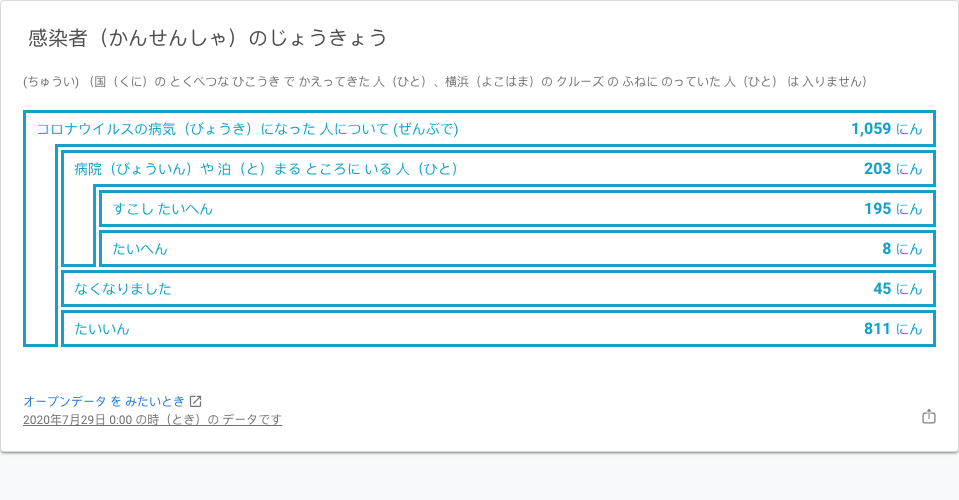 感染者（かんせんしゃ）のじょうきょう
(ちゅうい) （国（くに）の とくべつな ひこうき で かえってきた 人（ひと）、横浜（よこはま）の クルーズ の ふねに のっていた 人（ひと） は 入りません）
コロナウイルスの病気（びょうき）になった 人について (ぜんぶで) 1,059 にん
病院（びょういん）や 泊（と）まる ところに いる 人（ひと） 203 にん
すこし たいへん 195 にん
たいへん 8 にん
なくなりました 45 にん
たいいん 811 にん
オープンデータ を みたいとき
2020年7月29日 0:00 の時（とき）の データです